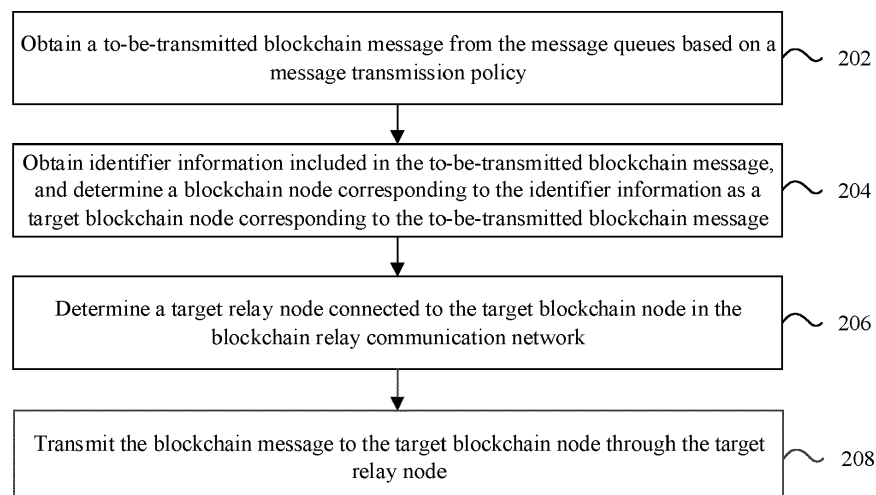 Obtain a to-be-transmitted blockchain message from the message queues based on a
message transmission policy
202
Obtain identifier information included in the to-be-transmitted blockchain message,
and determine a blockchain node corresponding to the identifier information as a
target blockchain node corresponding to the to-be-transmitted blockchain message
204
Determine a target relay node connected to the target blockchain node in the
blockchain relay communication network
206
Transmit the blockchain message to the target blockchain node through the target
relay node
208